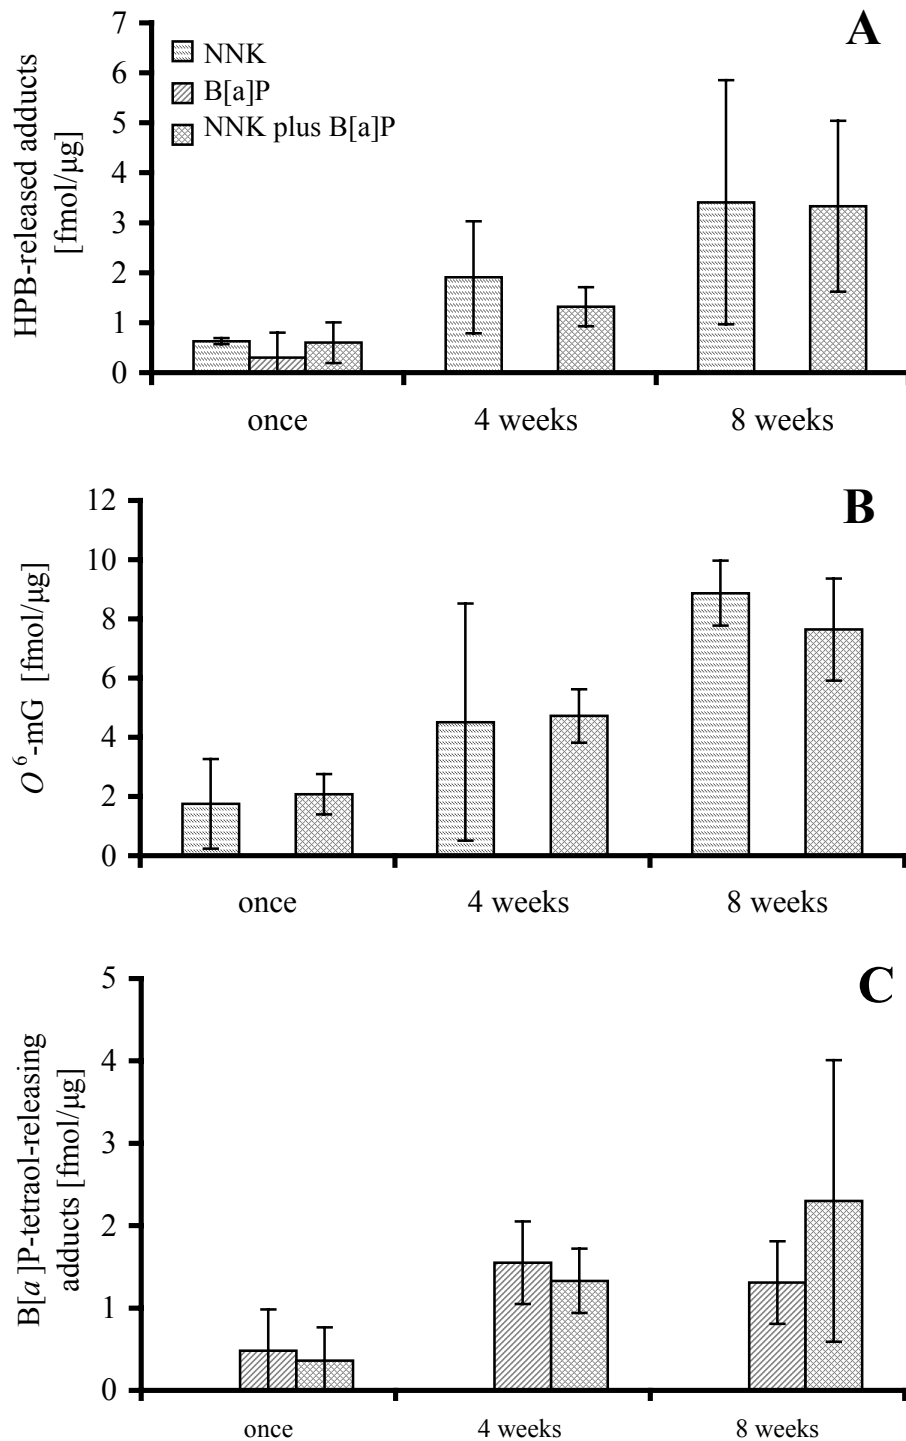 A
HPB-released adducts
[fmol/µg]
7
6
5
4
3
2
1
0
NNK
B[a]P
NNK plus B[a]P
once 4 weeks 8 weeks
B
O⁶-mG [fmol/µg]
12
10
8
6
4
2
0
once 4 weeks 8 weeks
C
B[a]P-tetraol-releasing
adducts [fmol/µg]
5
4
3
2
1
0
once 4 weeks 8 weeks